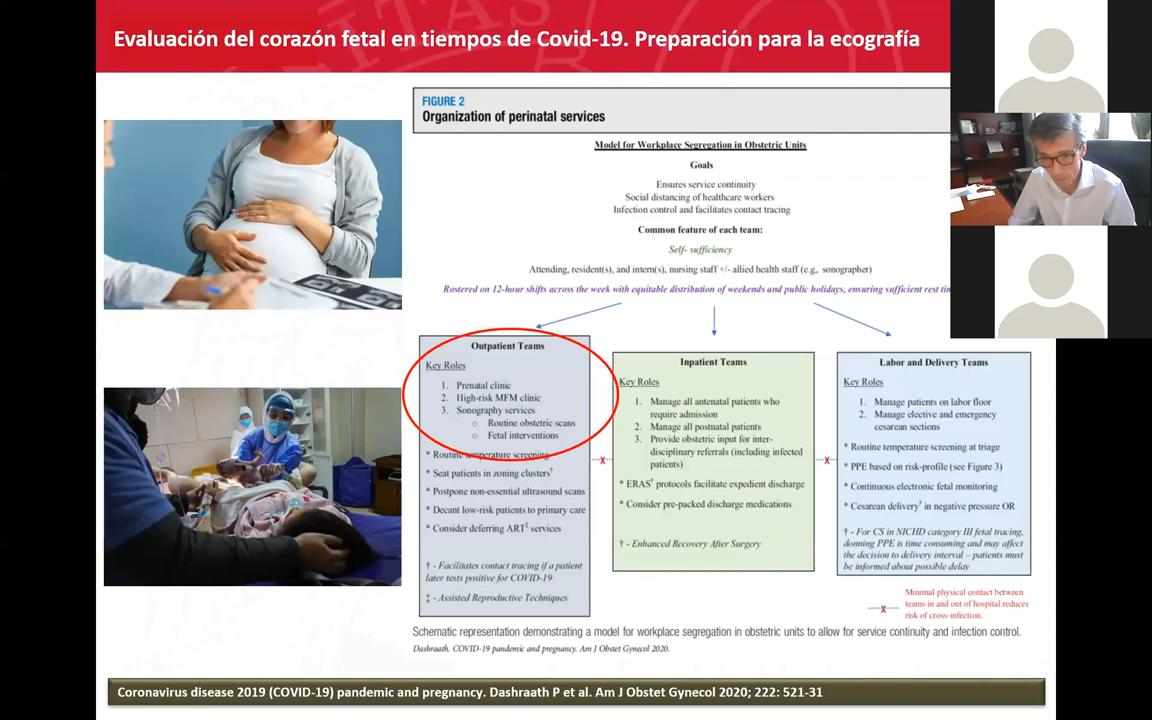 Evaluación del corazón fetal en tiempos de Covid-19. Preparación para la ecografía
FIGURE 2
Organization of perinatal services
Model for Workplace Segregation in Obstetric Units
Goals
Ensures service continuity
Social distancing of healthcare workers
Infection control and facilitates contact tracing
Common feature of each team:
Self- sufficiency
Attending, resident(s), and intern(s), nursing staff +/- allied health staff (e.g,. sonographer)
Rostered on 12-hour shifts across the week with equitable distribution of weekends and public holidays, ensuring sufficient rest
Outpatient Teams
Key Roles
1. Prenatal clinic
2. High-risk MFM clinic
3. Sonography services
○ Routine obstetric scans
○ Fetal interventions
* Routine temperature screening
* Seat patients in zoning clusters†
* Postpone non-essential ultrasound scans
* Decant low-risk patients to primary care
* Consider deferring ART‡ services
† - Facilitates contact tracing if a patient
later tests positive for COVID-19
‡ - Assisted Reproductive Techniques
X
Inpatient Teams
Key Roles
1. Manage all antenatal patients who
require admission
2. Manage all postnatal patients
3. Provide obstetric input for inter-
disciplinary referrals (including infected
patients)
* ERAS† protocols facilitate expedient discharge
* Consider pre-packed discharge medications
† - Enhanced Recovery After Surgery
X
Labor and Delivery Teams
Key Roles
1. Manage patients on labor floor
2. Manage elective and emergency
cesarean sections
* Routine temperature screening at triage
* PPE based on risk-profile (see Figure 3)
* Continuous electronic fetal monitoring
* Cesarean delivery† in negative pressure OR
† - For CS in NICHD category III fetal tracing,
donning PPE is time consuming and may affect
the decision to delivery interval – patients must
be informed about possible delay
X
Minimal physical contact between
teams in and out of hospital reduces
risk of cross-infection.
Schematic representation demonstrating a model for workplace segregation in obstetric units to allow for service continuity and infection control.
Dashraath. COVID-19 pandemic and pregnancy. Am J Obstet Gynecol 2020.
Coronavirus disease 2019 (COVID-19) pandemic and pregnancy. Dashraath P et al. Am J Obstet Gynecol 2020; 222: 521-31